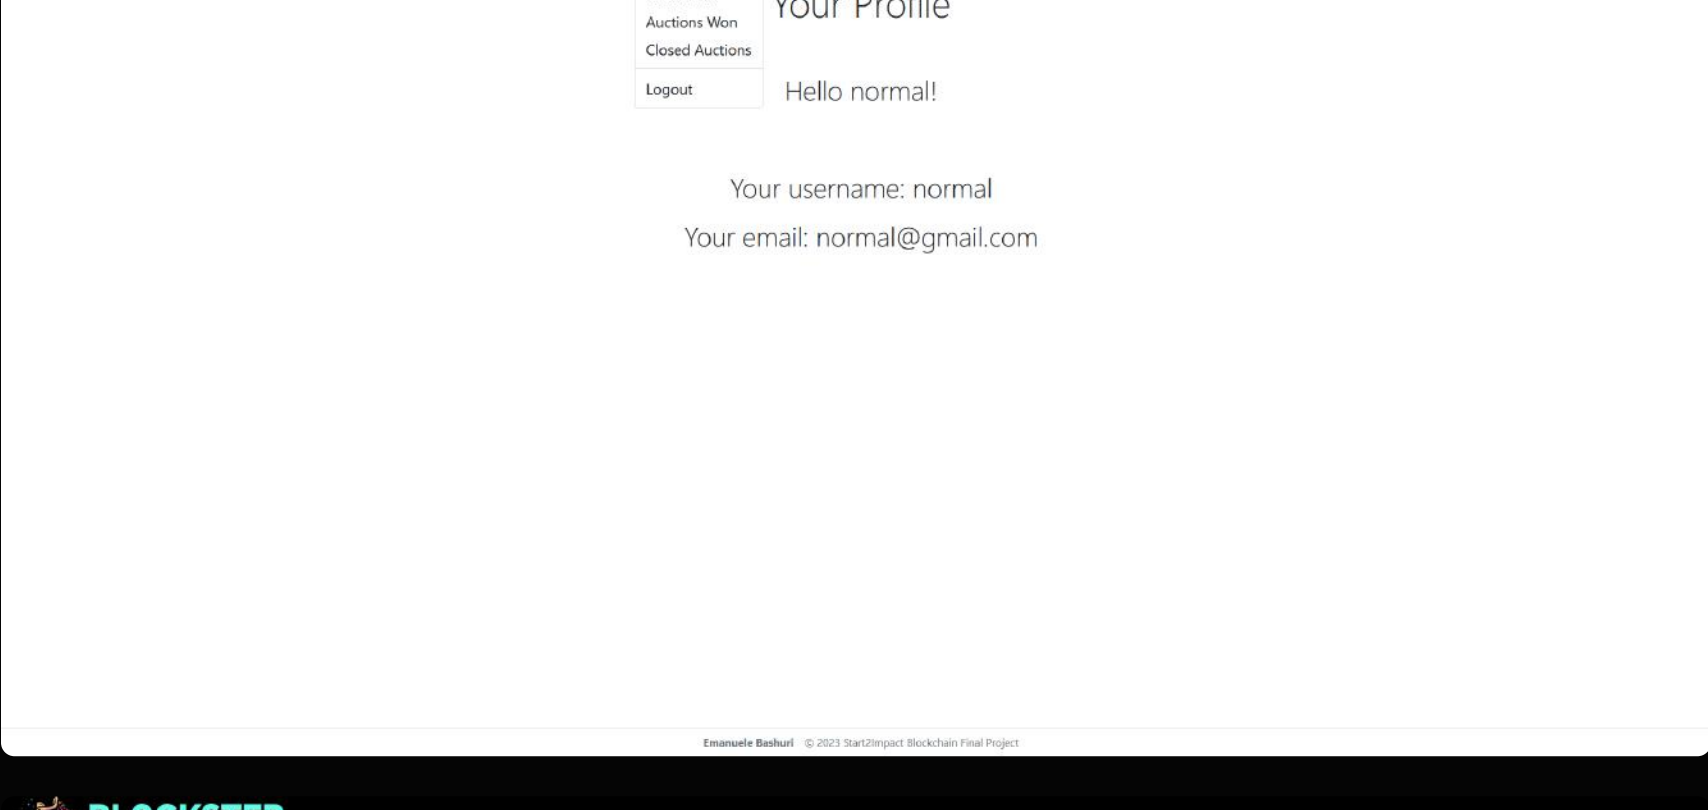 Your Profile
Auctions Won
Closed Auctions
Logout
Hello normal!
Your username: normal
Your email: normal@gmail.com
Emanuele Bashuri © 2023 Start2Impact Blockchain Final Project
BLOCKSTER